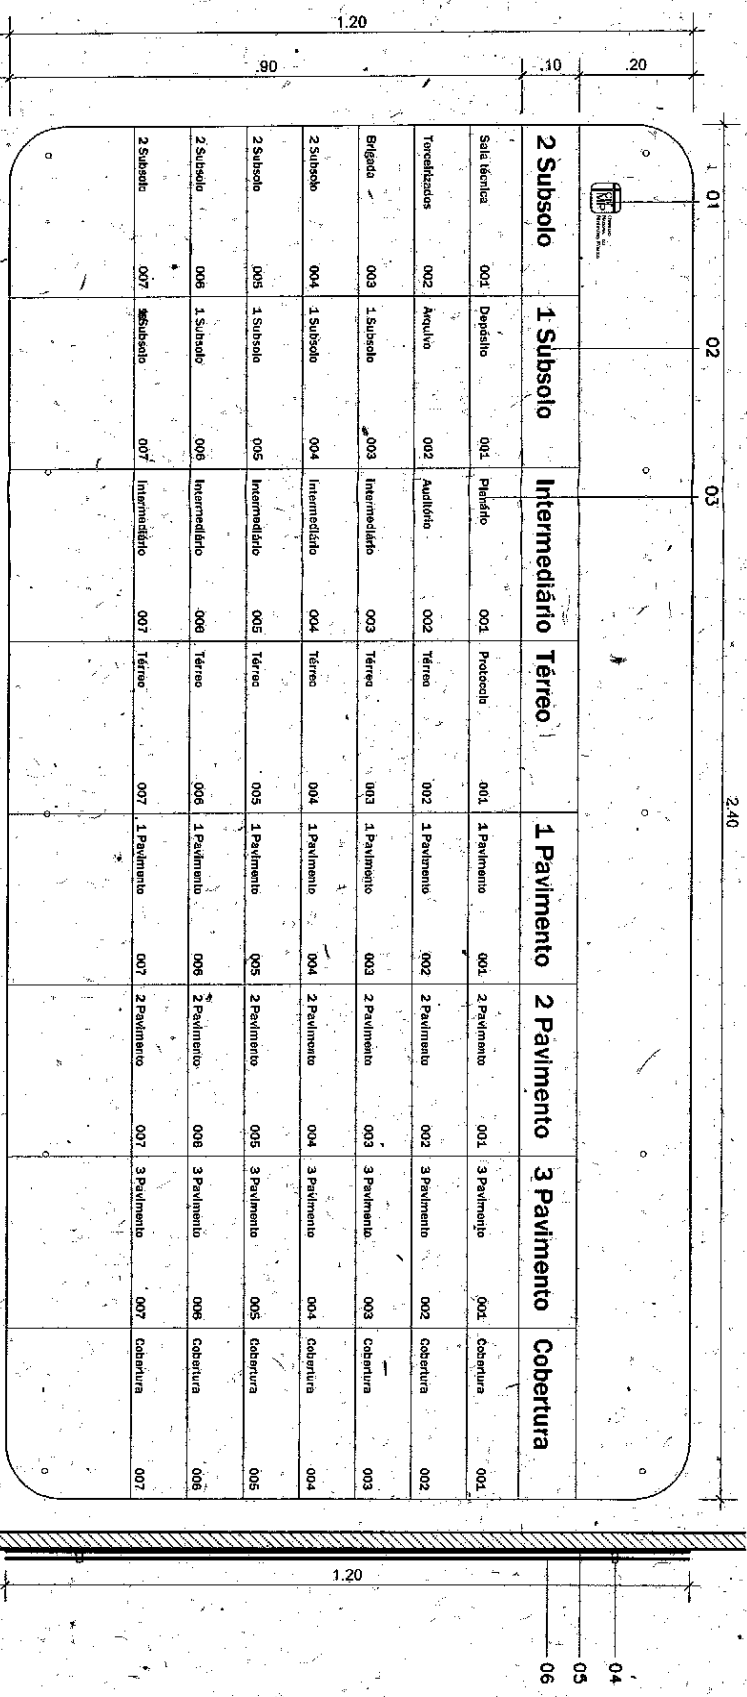 01 02 03
2.40
1.20
.20
.10
.90
CN
MP
2 Subsolo 1 Subsolo Intermediário Térreo 1 Pavimento 2 Pavimento 3 Pavimento Cobertura
Sala técnica 001 Depósito 001 Plenário 001 Protocolo 001 1 Pavimento 001 2 Pavimento 001 3 Pavimento 001 Cobertura 001
Terceirizados 002 Arquivo 002 Auditório 002 Térreo 002 1 Pavimento 002 2 Pavimento 002 3 Pavimento 002 Cobertura 002
Brigada 003 1 Subsolo 003 Intermediário 003 Térreo 003 1 Pavimento 003 2 Pavimento 003 3 Pavimento 003 Cobertura 003
2 Subsolo 004 1 Subsolo 004 Intermediário 004 Térreo 004 1 Pavimento 004 2 Pavimento 004 3 Pavimento 004 Cobertura 004
2 Subsolo 005 1 Subsolo 005 Intermediário 005 Térreo 005 1 Pavimento 005 2 Pavimento 005 3 Pavimento 005 Cobertura 005
2 Subsolo 006 1 Subsolo 006 Intermediário 006 Térreo 006 1 Pavimento 006 2 Pavimento 006 3 Pavimento 006 Cobertura 006
2 Subsolo 007 Subsolo 007 Intermediário 007 Térreo 007 1 Pavimento 007 2 Pavimento 007 3 Pavimento 007 Cobertura 007
04
05
06
1.20